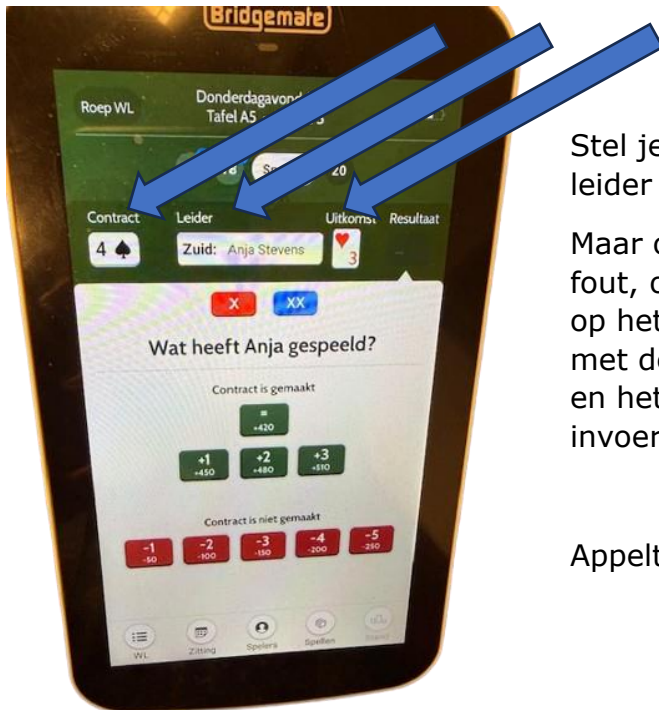 Bridgemate
Roep WL
Donderdagavond
Tafel A5
20
Contract
Leider
Uitkomst
Resultaat
4 ♠
Zuid: Anja Stevens
♥ 3
X
XX
Wat heeft Anja gespeeld?
Contract is gemaakt
=
+420
+1 +2 +3
+450 +480 +510
Contract is niet gemaakt
-1 -2 -3 -4 -5
-50 -100 -150 -200 -250
WL
Zitting
Spelers
Spellen
Stand
Stel je
leider
Maar
fout,
op het
met
en het
invoer
Appelt